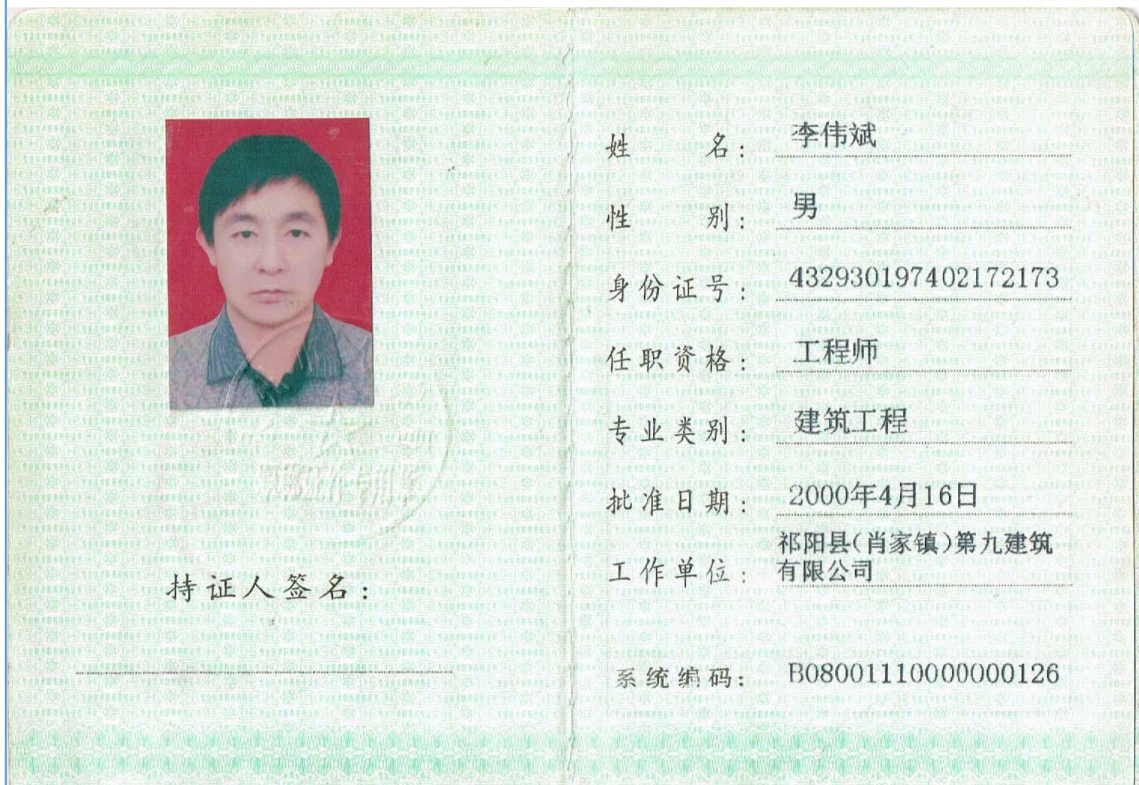 持证人签名：
姓 名： 李伟斌
性 别： 男
身份证号： 432930197402172173
任职资格： 工程师
专业类别： 建筑工程
批准日期： 2000年4月16日
工作单位： 祁阳县(肖家镇)第九建筑
有限公司
系统编码： B08001110000000126